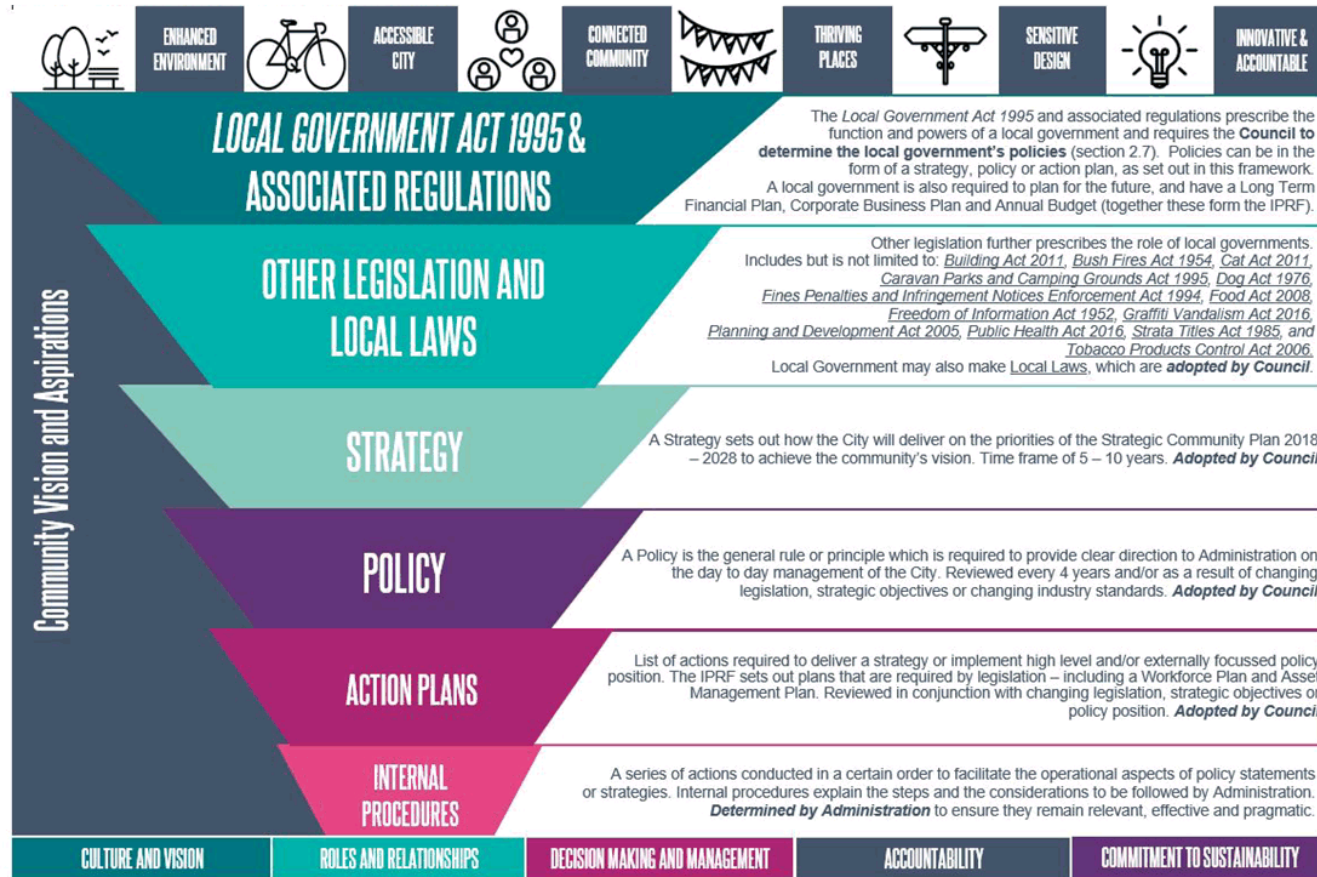 ENHANCED
ENVIRONMENT
ACCESSIBLE
CITY
CONNECTED
COMMUNITY
THRIVING
PLACES
SENSITIVE
DESIGN
INNOVATIVE &
ACCOUNTABLE
Community Vision and Aspirations
LOCAL GOVERNMENT ACT 1995 &
ASSOCIATED REGULATIONS
The Local Government Act 1995 and associated regulations prescribe the
function and powers of a local government and requires the Council to
determine the local government's policies (section 2.7). Policies can be in the
form of a strategy, policy or action plan, as set out in this framework.
A local government is also required to plan for the future, and have a Long Term
Financial Plan, Corporate Business Plan and Annual Budget (together these form the IPRF).
OTHER LEGISLATION AND
LOCAL LAWS
Other legislation further prescribes the role of local governments.
Includes but is not limited to: Building Act 2011, Bush Fires Act 1954, Cat Act 2011,
Caravan Parks and Camping Grounds Act 1995, Dog Act 1976,
Fines Penalties and Infringement Notices Enforcement Act 1994, Food Act 2008,
Freedom of Information Act 1952, Graffiti Vandalism Act 2016,
Planning and Development Act 2005, Public Health Act 2016, Strata Titles Act 1985, and
Tobacco Products Control Act 2006.
Local Government may also make Local Laws, which are adopted by Council.
STRATEGY
A Strategy sets out how the City will deliver on the priorities of the Strategic Community Plan 2018
– 2028 to achieve the community's vision. Time frame of 5 – 10 years. Adopted by Council
POLICY
A Policy is the general rule or principle which is required to provide clear direction to Administration on
the day to day management of the City. Reviewed every 4 years and/or as a result of changing
legislation, strategic objectives or changing industry standards. Adopted by Council
ACTION PLANS
List of actions required to deliver a strategy or implement high level and/or externally focussed policy
position. The IPRF sets out plans that are required by legislation – including a Workforce Plan and Asset
Management Plan. Reviewed in conjunction with changing legislation, strategic objectives or
policy position. Adopted by Council
INTERNAL
PROCEDURES
A series of actions conducted in a certain order to facilitate the operational aspects of policy statements
or strategies. Internal procedures explain the steps and the considerations to be followed by Administration.
Determined by Administration to ensure they remain relevant, effective and pragmatic.
CULTURE AND VISION
ROLES AND RELATIONSHIPS
DECISION MAKING AND MANAGEMENT
ACCOUNTABILITY
COMMITMENT TO SUSTAINABILITY